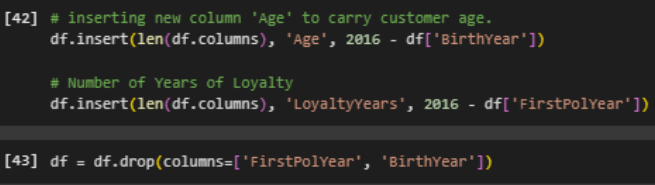 [42] # inserting new column 'Age' to carry customer age.
df.insert(len(df.columns), 'Age', 2016 - df['BirthYear'])
# Number of Years of Loyalty
df.insert(len(df.columns), 'LoyaltyYears', 2016 - df['FirstPolYear'])
[43] df = df.drop(columns=['FirstPolYear', 'BirthYear'])